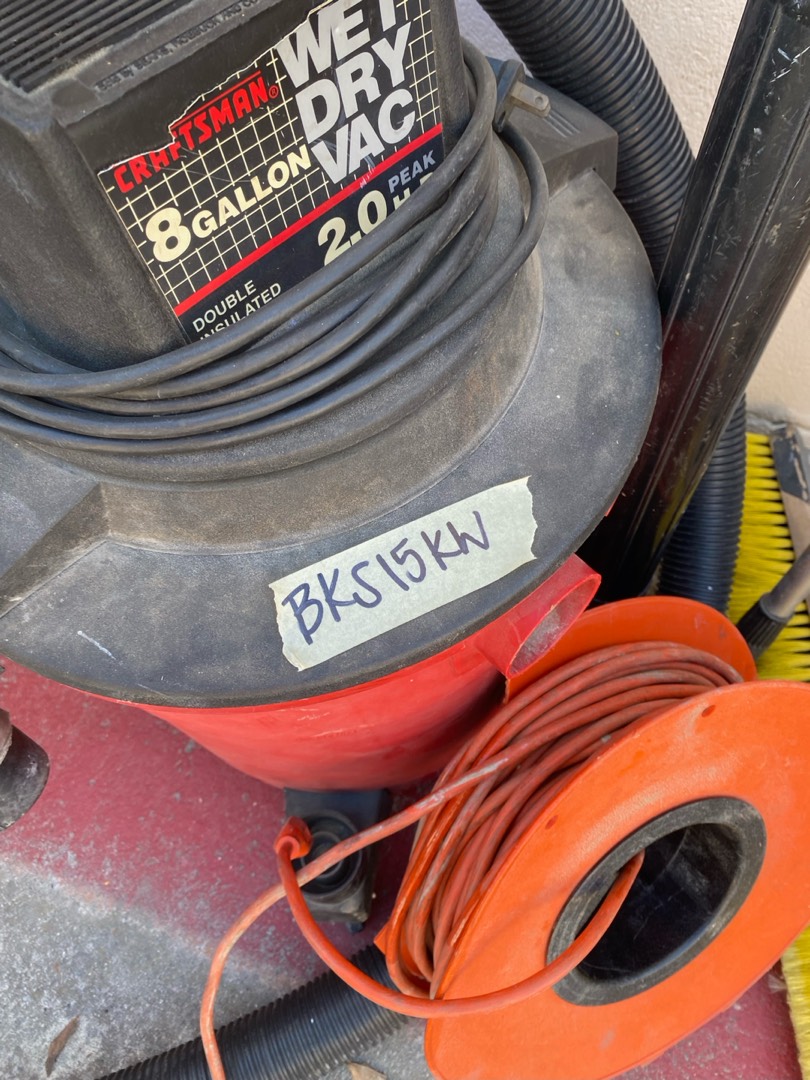 CRAFTSMAN®
WET
DRY
VAC
8 GALLON
2.0 PEAK
DOUBLE
INSULATED
BKS15KW